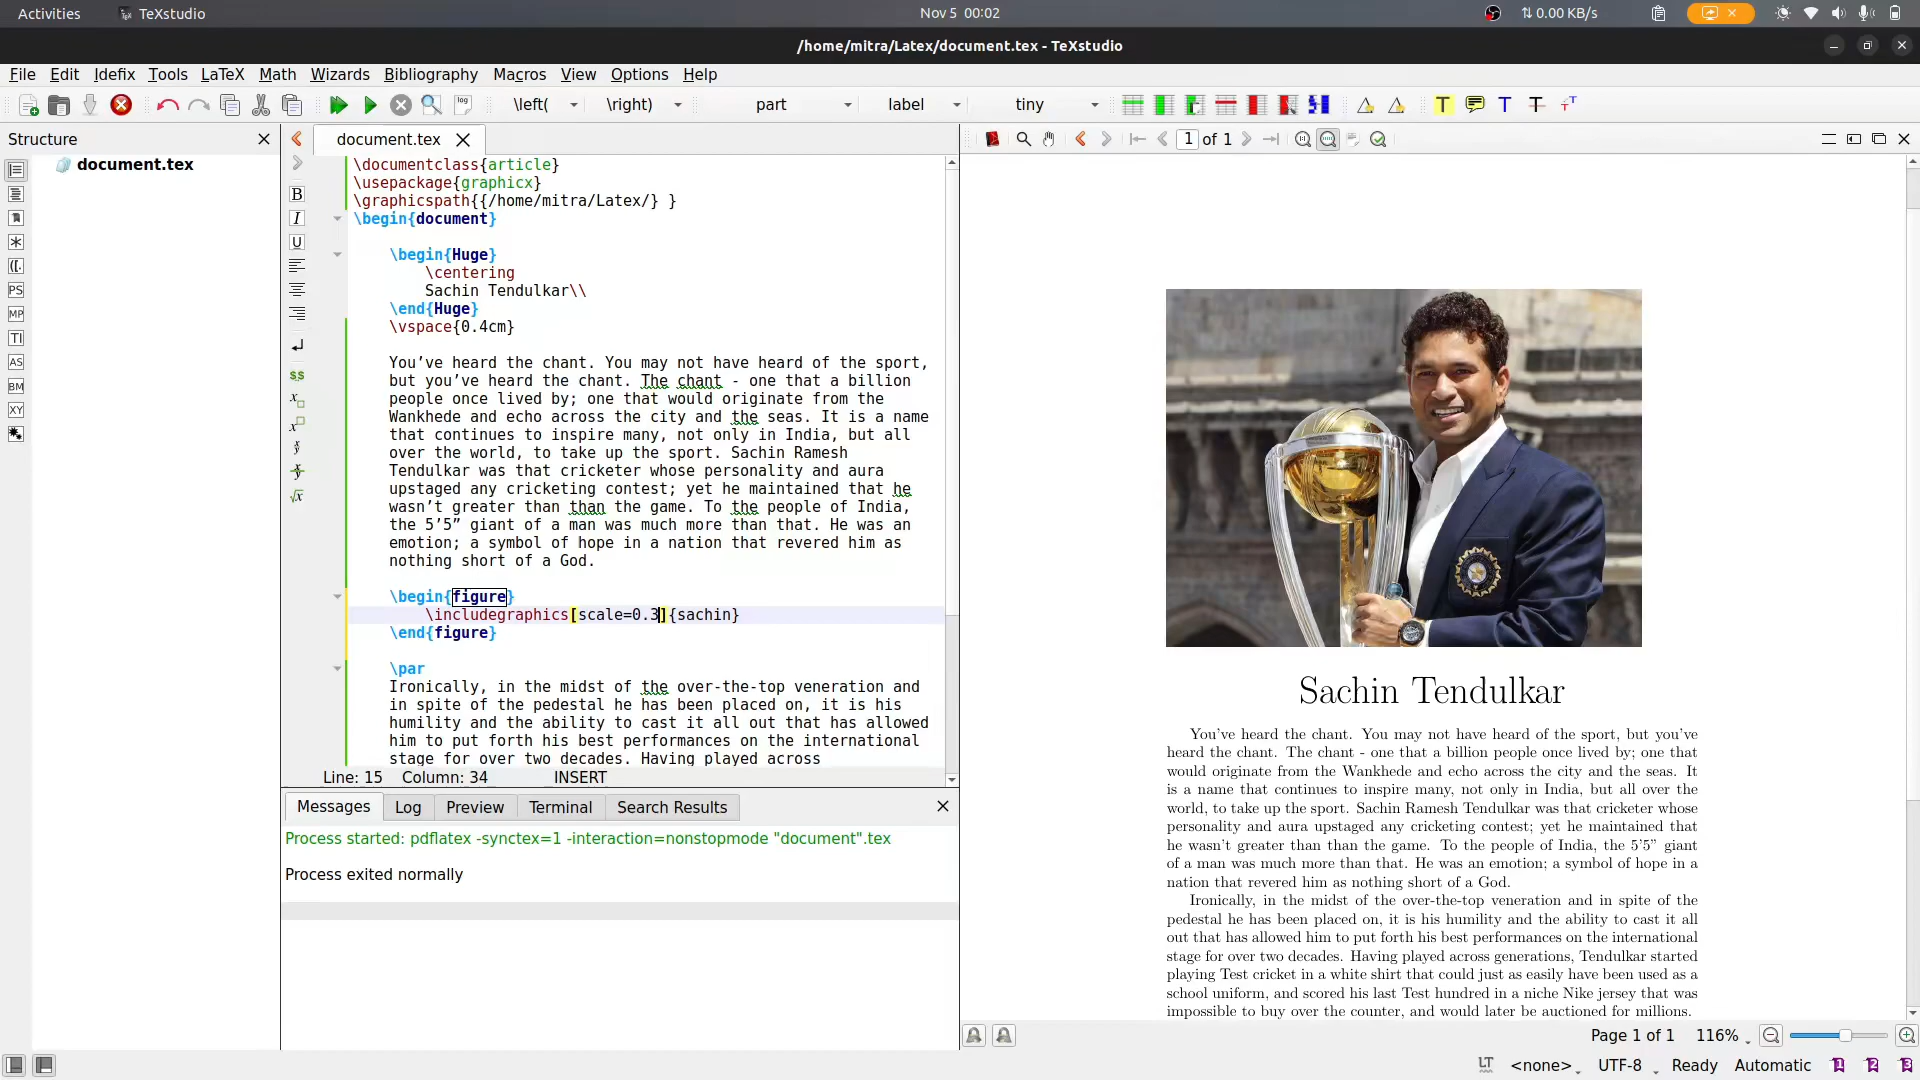 Activities TeXstudio Nov 5 00:02 0.00 KB/s
/home/mitra/Latex/document.tex - TeXstudio
File Edit Idefix Tools LaTeX Math Wizards Bibliography Macros View Options Help
\left( \right) part label tiny
Structure
document.tex
document.tex
1 of 1
\documentclass{article}
\usepackage{graphicx}
\graphicspath{{/home/mitra/Latex/} }
\begin{document}
\begin{Huge}
\centering
Sachin Tendulkar\\
\end{Huge}
\vspace{0.4cm}
You’ve heard the chant. You may not have heard of the sport,
but you’ve heard the chant. The chant - one that a billion
people once lived by; one that would originate from the
Wankhede and echo across the city and the seas. It is a name
that continues to inspire many, not only in India, but all
over the world, to take up the sport. Sachin Ramesh
Tendulkar was that cricketer whose personality and aura
upstaged any cricketing contest; yet he maintained that he
wasn’t greater than than the game. To the people of India,
the 5’5” giant of a man was much more than that. He was an
emotion; a symbol of hope in a nation that revered him as
nothing short of a God.
\begin{figure}
\includegraphics[scale=0.3]{sachin}
\end{figure}
\par
Ironically, in the midst of the over-the-top veneration and
in spite of the pedestal he has been placed on, it is his
humility and the ability to cast it all out that has allowed
him to put forth his best performances on the international
stage for over two decades. Having played across
Line: 15 Column: 34 INSERT
Messages Log Preview Terminal Search Results
Process started: pdflatex -synctex=1 -interaction=nonstopmode "document".tex
Process exited normally
Sachin Tendulkar
You’ve heard the chant. You may not have heard of the sport, but you’ve
heard the chant. The chant - one that a billion people once lived by; one that
would originate from the Wankhede and echo across the city and the seas. It
is a name that continues to inspire many, not only in India, but all over the
world, to take up the sport. Sachin Ramesh Tendulkar was that cricketer whose
personality and aura upstaged any cricketing contest; yet he maintained that
he wasn’t greater than than the game. To the people of India, the 5’5” giant
of a man was much more than that. He was an emotion; a symbol of hope in a
nation that revered him as nothing short of a God.
Ironically, in the midst of the over-the-top veneration and in spite of the
pedestal he has been placed on, it is his humility and the ability to cast it all
out that has allowed him to put forth his best performances on the international
stage for over two decades. Having played across generations, Tendulkar started
playing Test cricket in a white shirt that could just as easily have been used as a
school uniform, and scored his last Test hundred in a niche Nike jersey that was
impossible to buy over the counter, and would later be auctioned for millions.
Page 1 of 1 116%
LT <none> UTF-8 Ready Automatic 1 2 3
B
I
U
$$
PS
MP
TI
AS
BM
XY